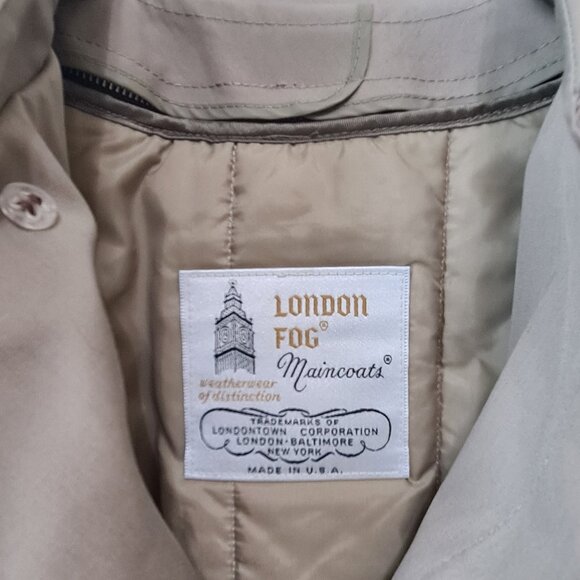 LONDON
FOG®
Maincoats®
weatherwear
of distinction
TRADEMARKS OF
LONDONTOWN CORPORATION
LONDON-BALTIMORE
NEW YORK
MADE IN U.S.A.